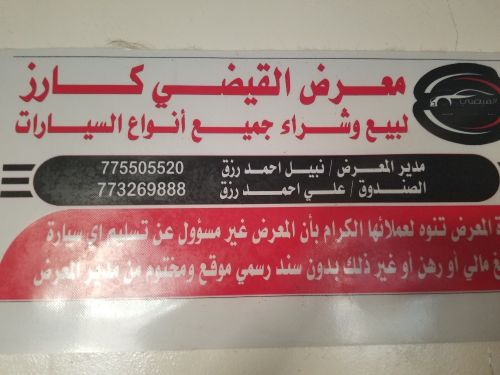 معرض القيضي كارز
لبيع وشراء جميع أنواع السيارات
القيضي
مدير المعرض / نبيل احمد رزق 775505520
الصندوق / علي احمد رزق 773269888
المعرض تنوه لعملائها الكرام بأن المعرض غير مسؤول عن تسليم اي سيارة
مالي أو رهن أو غير ذلك بدون سند رسمي موقع ومختوم من مدير المعرض